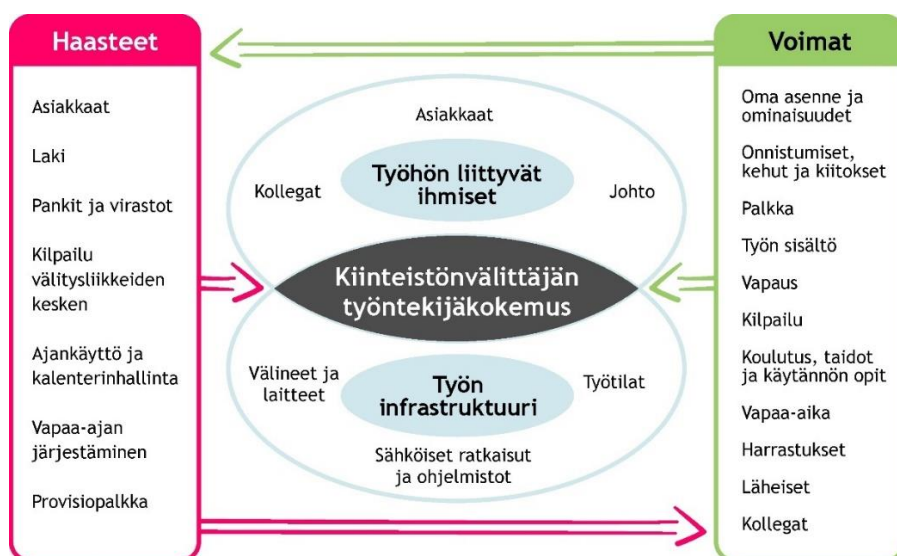 Haasteet
Asiakkaat
Laki
Pankit ja virastot
Kilpailu
välitysliikkeiden
kesken
Ajankäyttö ja
kalenterinhallinta
Vapaa-ajan
järjestäminen
Provisiopalkka
Asiakkaat
Kollegat
Työhön liittyvät
ihmiset
Johto
Kiinteistönvälittäjän
työntekijäkokemus
Välineet ja
laitteet
Työn
infrastruktuuri
Työtilat
Sähköiset ratkaisut
ja ohjelmistot
Voimat
Oma asenne ja
ominaisuudet
Onnistumiset,
kehut ja kiitokset
Palkka
Työn sisältö
Vapaus
Kilpailu
Koulutus, taidot
ja käytännön opit
Vapaa-aika
Harrastukset
Läheiset
Kollegat